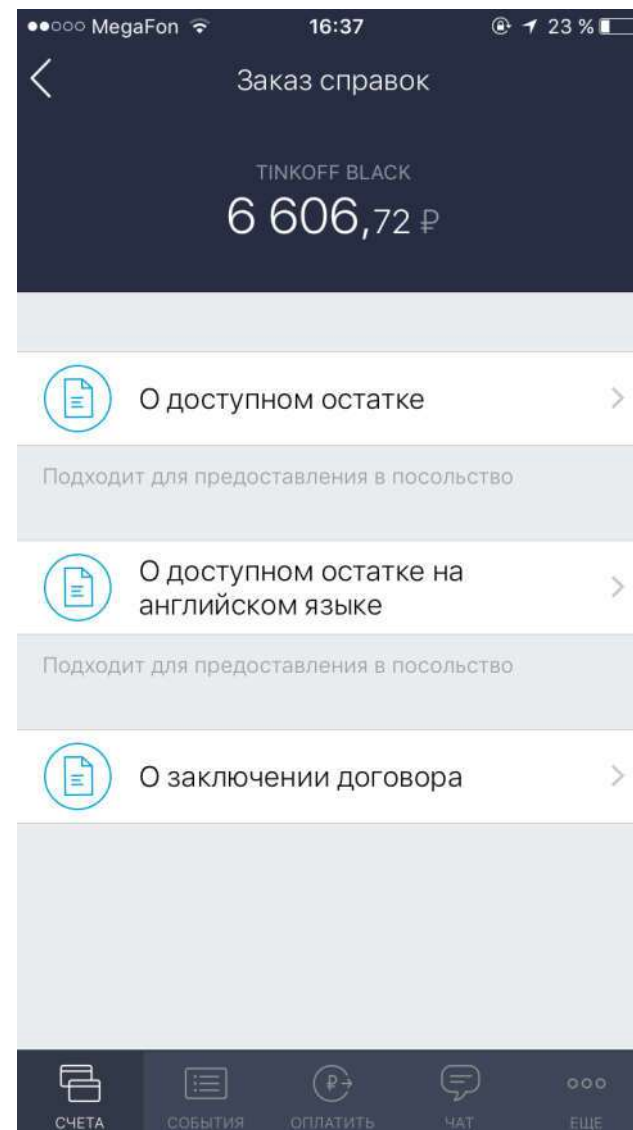 MegaFon 16:37 23 %
Заказ справок
TINKOFF BLACK
6 606,72 ₽
О доступном остатке
Подходит для предоставления в посольство
О доступном остатке на
английском языке
Подходит для предоставления в посольство
О заключении договора
СЧЕТА СОБЫТИЯ ОПЛАТИТЬ ЧАТ ЕЩЕ